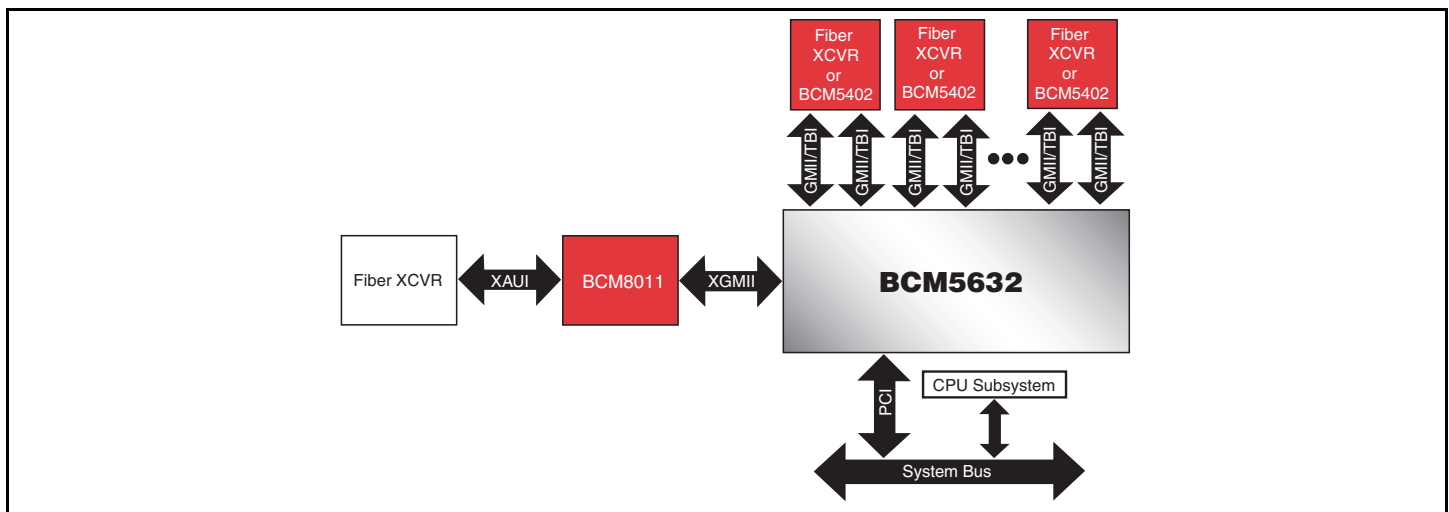 Fiber
XCVR
or
BCM5402
Fiber
XCVR
or
BCM5402
Fiber
XCVR
or
BCM5402
GMII/TBI
GMII/TBI
GMII/TBI
GMII/TBI
GMII/TBI
GMII/TBI
Fiber XCVR
XAUI
BCM8011
XGMII
BCM5632
PCI
CPU Subsystem
System Bus